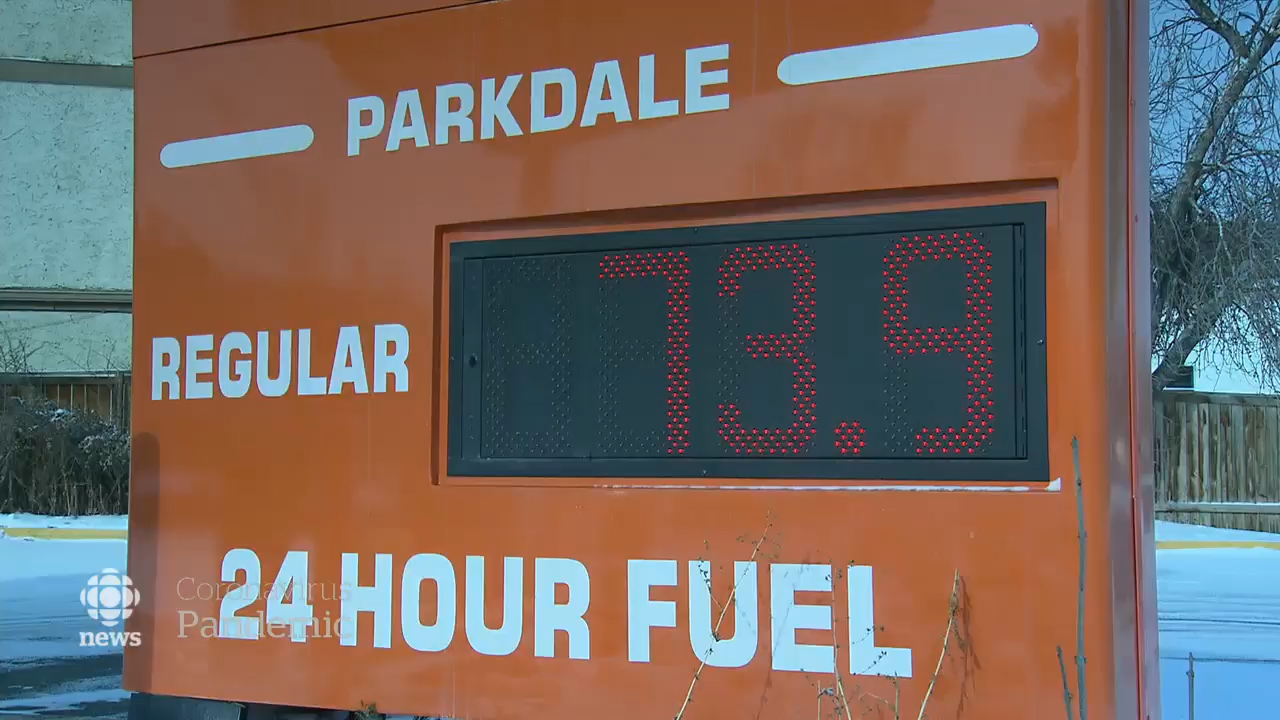 PARKDALE
REGULAR
73.9
24 HOUR FUEL
Coronavirus
Pandemic
news